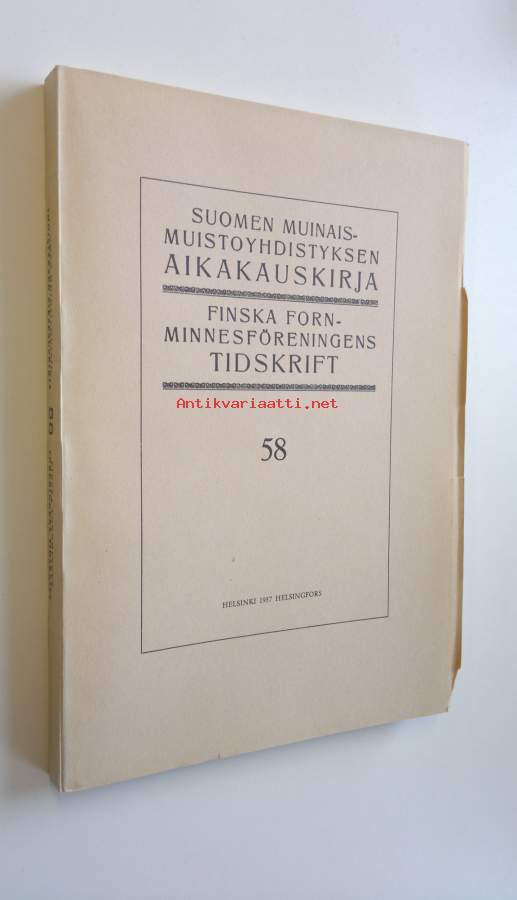 SUOMEN MUINAIS-
MUISTOYHDISTYKSEN
AIKAKAUSKIRJA
FINSKA FORN-
MINNESFÖRENINGENS
TIDSKRIFT
Antikvariaatti.net
58
HELSINKI 1957 HELSINGFORS